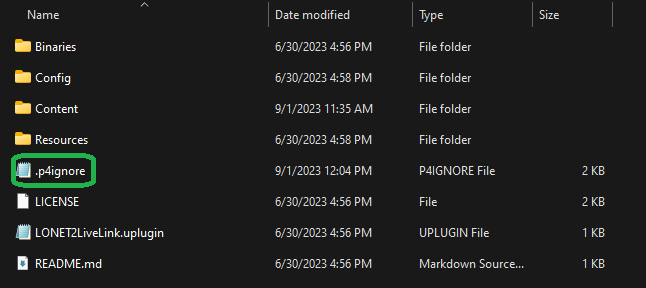 Name Date modified Type Size
Binaries 6/30/2023 4:56 PM File folder
Config 6/30/2023 4:58 PM File folder
Content 9/1/2023 11:35 AM File folder
Resources 6/30/2023 4:58 PM File folder
.p4ignore 9/1/2023 12:04 PM P4IGNORE File 2 KB
LICENSE 6/30/2023 4:56 PM File 2 KB
LONET2LiveLink.uplugin 6/30/2023 4:56 PM UPLUGIN File 1 KB
README.md 6/30/2023 4:56 PM Markdown Source... 1 KB